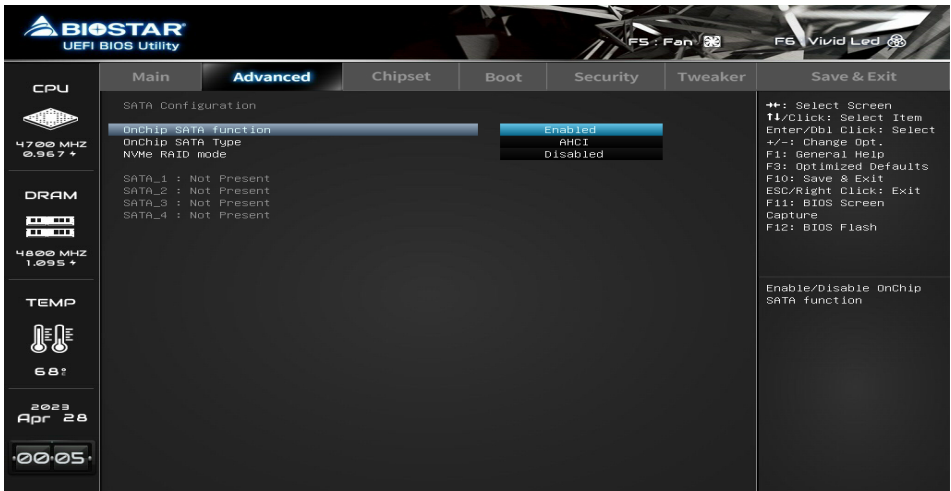 BIOSTAR
UEFI BIOS Utility
F5 : Fan
F6 Vivid Led
Main Advanced Chipset Boot Security Tweaker Save & Exit
CPU
4700 MHZ
0.967
DRAM
4800 MHZ
1.095
TEMP
68
2023
Apr 28
00:05
SATA Configuration
OnChip SATA function Enabled
OnChip SATA Type AHCI
NVMe RAID mode Disabled
SATA_1 : Not Present
SATA_2 : Not Present
SATA_3 : Not Present
SATA_4 : Not Present
→←: Select Screen
↑↓/Click: Select Item
Enter/Dbl Click: Select
+/-: Change Opt.
F1: General Help
F3: Optimized Defaults
F10: Save & Exit
ESC/Right Click: Exit
F11: BIOS Screen
Capture
F12: BIOS Flash
Enable/Disable OnChip
SATA function